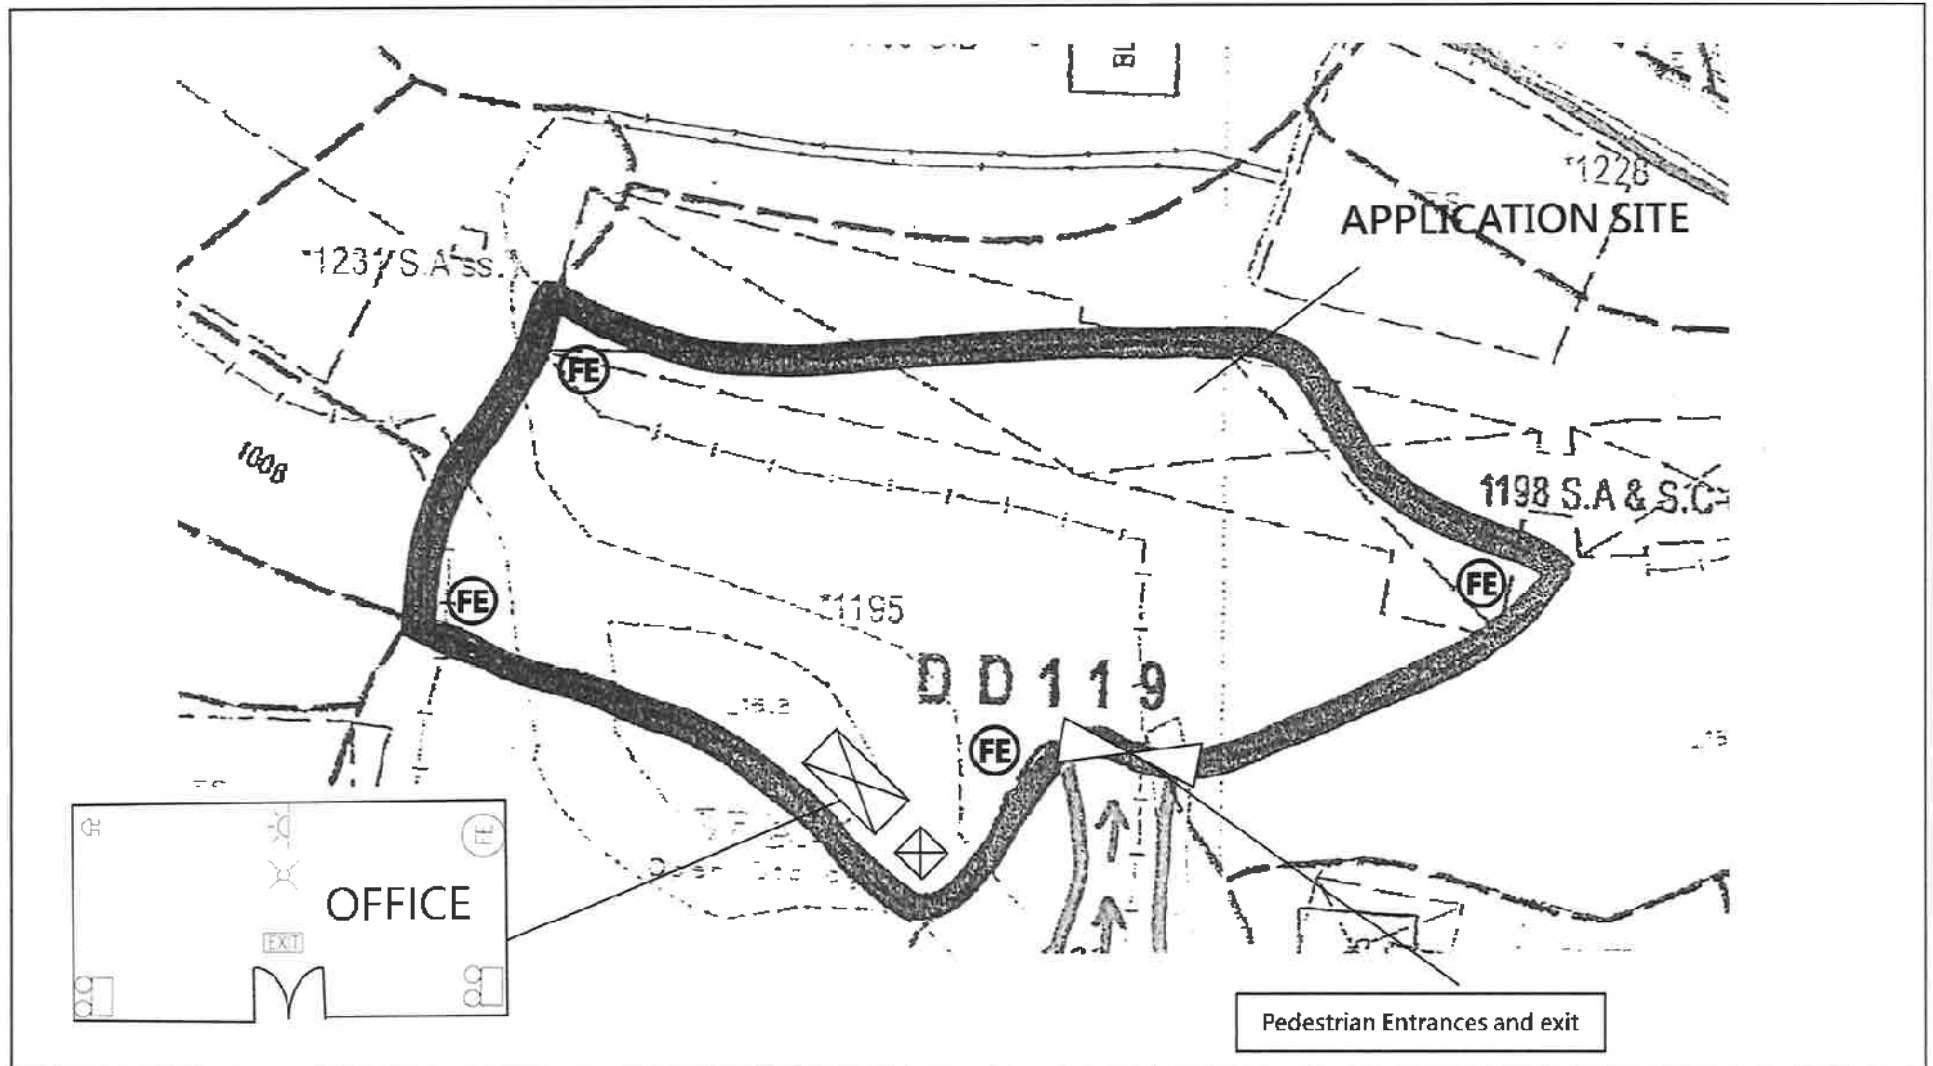 BL
*1228
APPLICATION SITE
*1231 S.A ss.
FE
1008
1198 S.A & S.C
FE
FE
*1195
DD119
FE
FE
OFFICE
EXIT
Pedestrian Entrances and exit